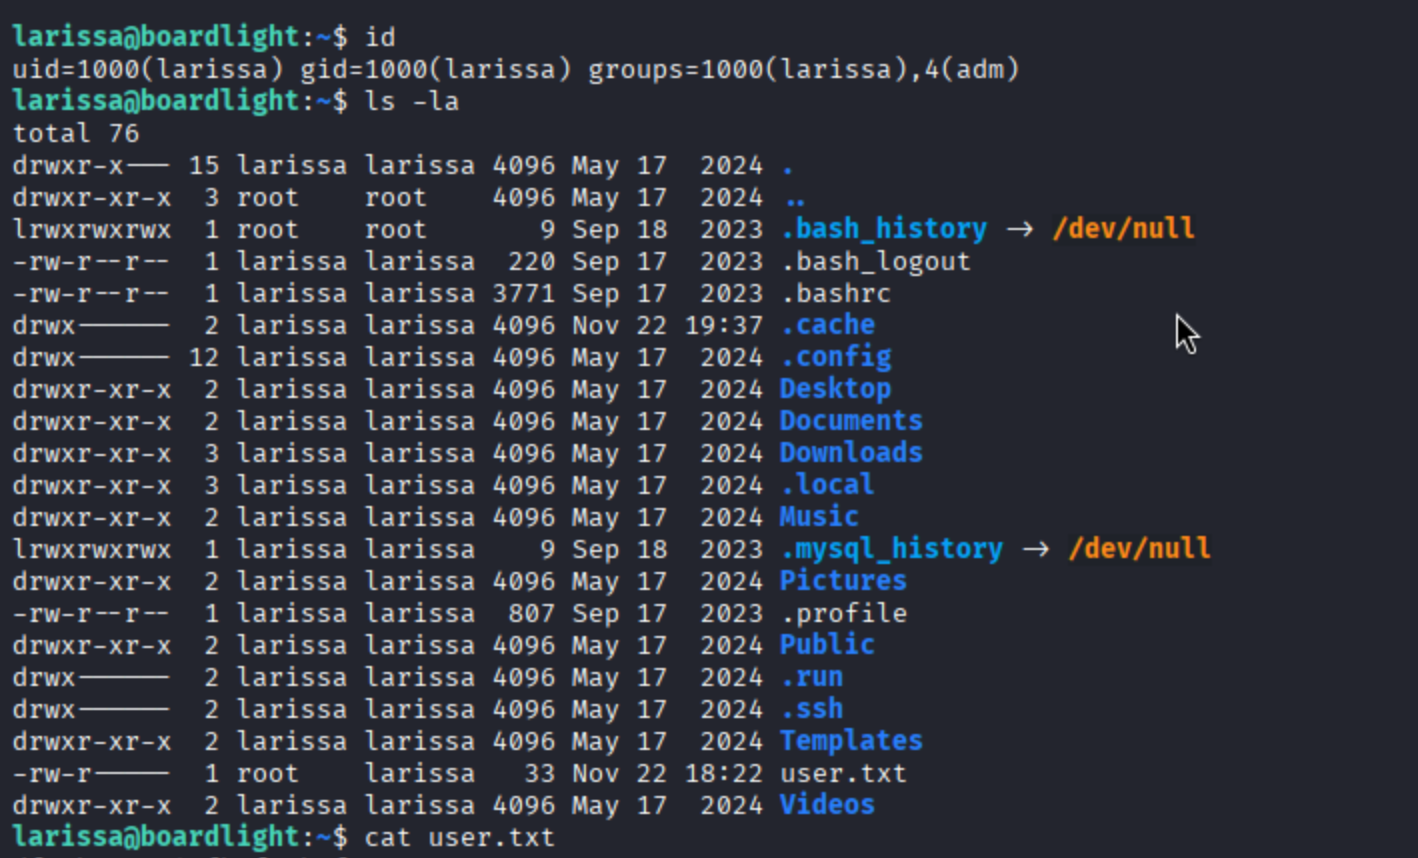 larissa@boardlight:~$ id
uid=1000(larissa) gid=1000(larissa) groups=1000(larissa),4(adm)
larissa@boardlight:~$ ls -la
total 76
drwxr-x--- 15 larissa larissa 4096 May 17  2024 .
drwxr-xr-x  3 root    root    4096 May 17  2024 ..
lrwxrwxrwx  1 root    root       9 Sep 18  2023 .bash_history → /dev/null
-rw-r--r--  1 larissa larissa  220 Sep 17  2023 .bash_logout
-rw-r--r--  1 larissa larissa 3771 Sep 17  2023 .bashrc
drwx------  2 larissa larissa 4096 Nov 22 19:37 .cache
drwx------ 12 larissa larissa 4096 May 17  2024 .config
drwxr-xr-x  2 larissa larissa 4096 May 17  2024 Desktop
drwxr-xr-x  2 larissa larissa 4096 May 17  2024 Documents
drwxr-xr-x  3 larissa larissa 4096 May 17  2024 Downloads
drwxr-xr-x  3 larissa larissa 4096 May 17  2024 .local
drwxr-xr-x  2 larissa larissa 4096 May 17  2024 Music
lrwxrwxrwx  1 larissa larissa    9 Sep 18  2023 .mysql_history → /dev/null
drwxr-xr-x  2 larissa larissa 4096 May 17  2024 Pictures
-rw-r--r--  1 larissa larissa  807 Sep 17  2023 .profile
drwxr-xr-x  2 larissa larissa 4096 May 17  2024 Public
drwx------  2 larissa larissa 4096 May 17  2024 .run
drwx------  2 larissa larissa 4096 May 17  2024 .ssh
drwxr-xr-x  2 larissa larissa 4096 May 17  2024 Templates
-rw-r-----  1 root    larissa   33 Nov 22 18:22 user.txt
drwxr-xr-x  2 larissa larissa 4096 May 17  2024 Videos
larissa@boardlight:~$ cat user.txt